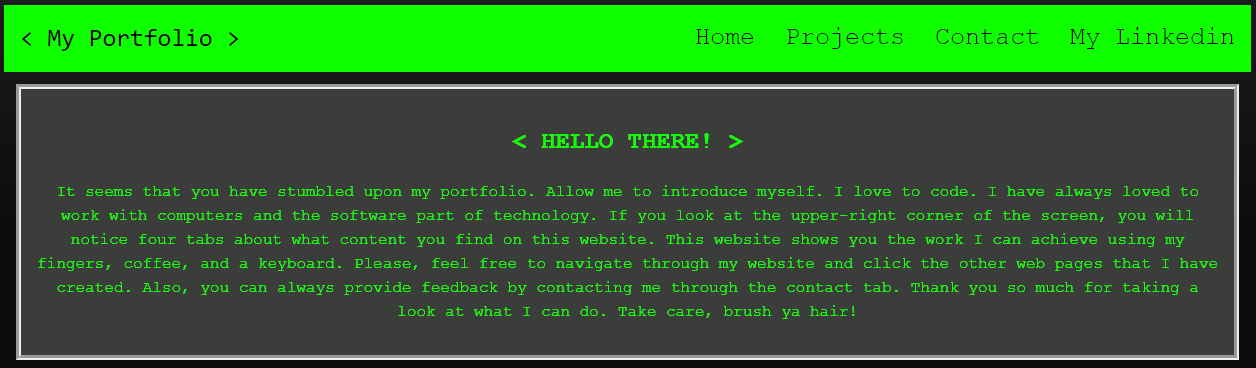 < My Portfolio >
Home Projects Contact My Linkedin
< HELLO THERE! >
It seems that you have stumbled upon my portfolio. Allow me to introduce myself. I love to code. I have always loved to
work with computers and the software part of technology. If you look at the upper-right corner of the screen, you will
notice four tabs about what content you find on this website. This website shows you the work I can achieve using my
fingers, coffee, and a keyboard. Please, feel free to navigate through my website and click the other web pages that I have
created. Also, you can always provide feedback by contacting me through the contact tab. Thank you so much for taking a
look at what I can do. Take care, brush ya hair!